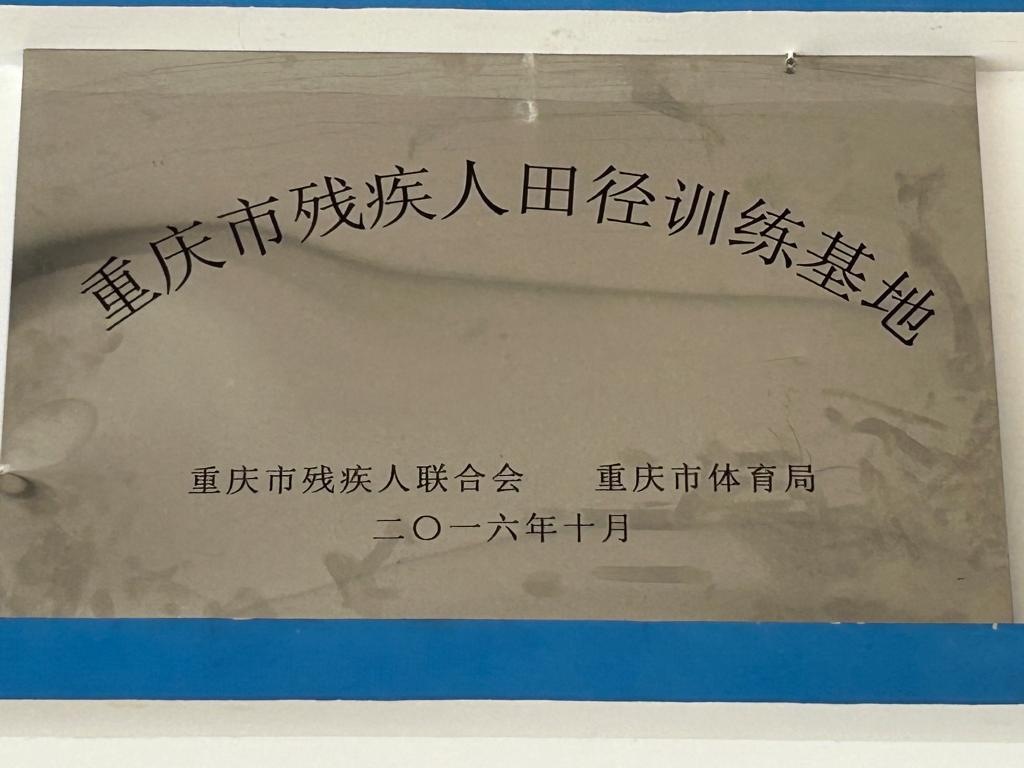 重庆市残疾人田径训练基地
重庆市残疾人联合会 重庆市体育局
二〇一六年十月